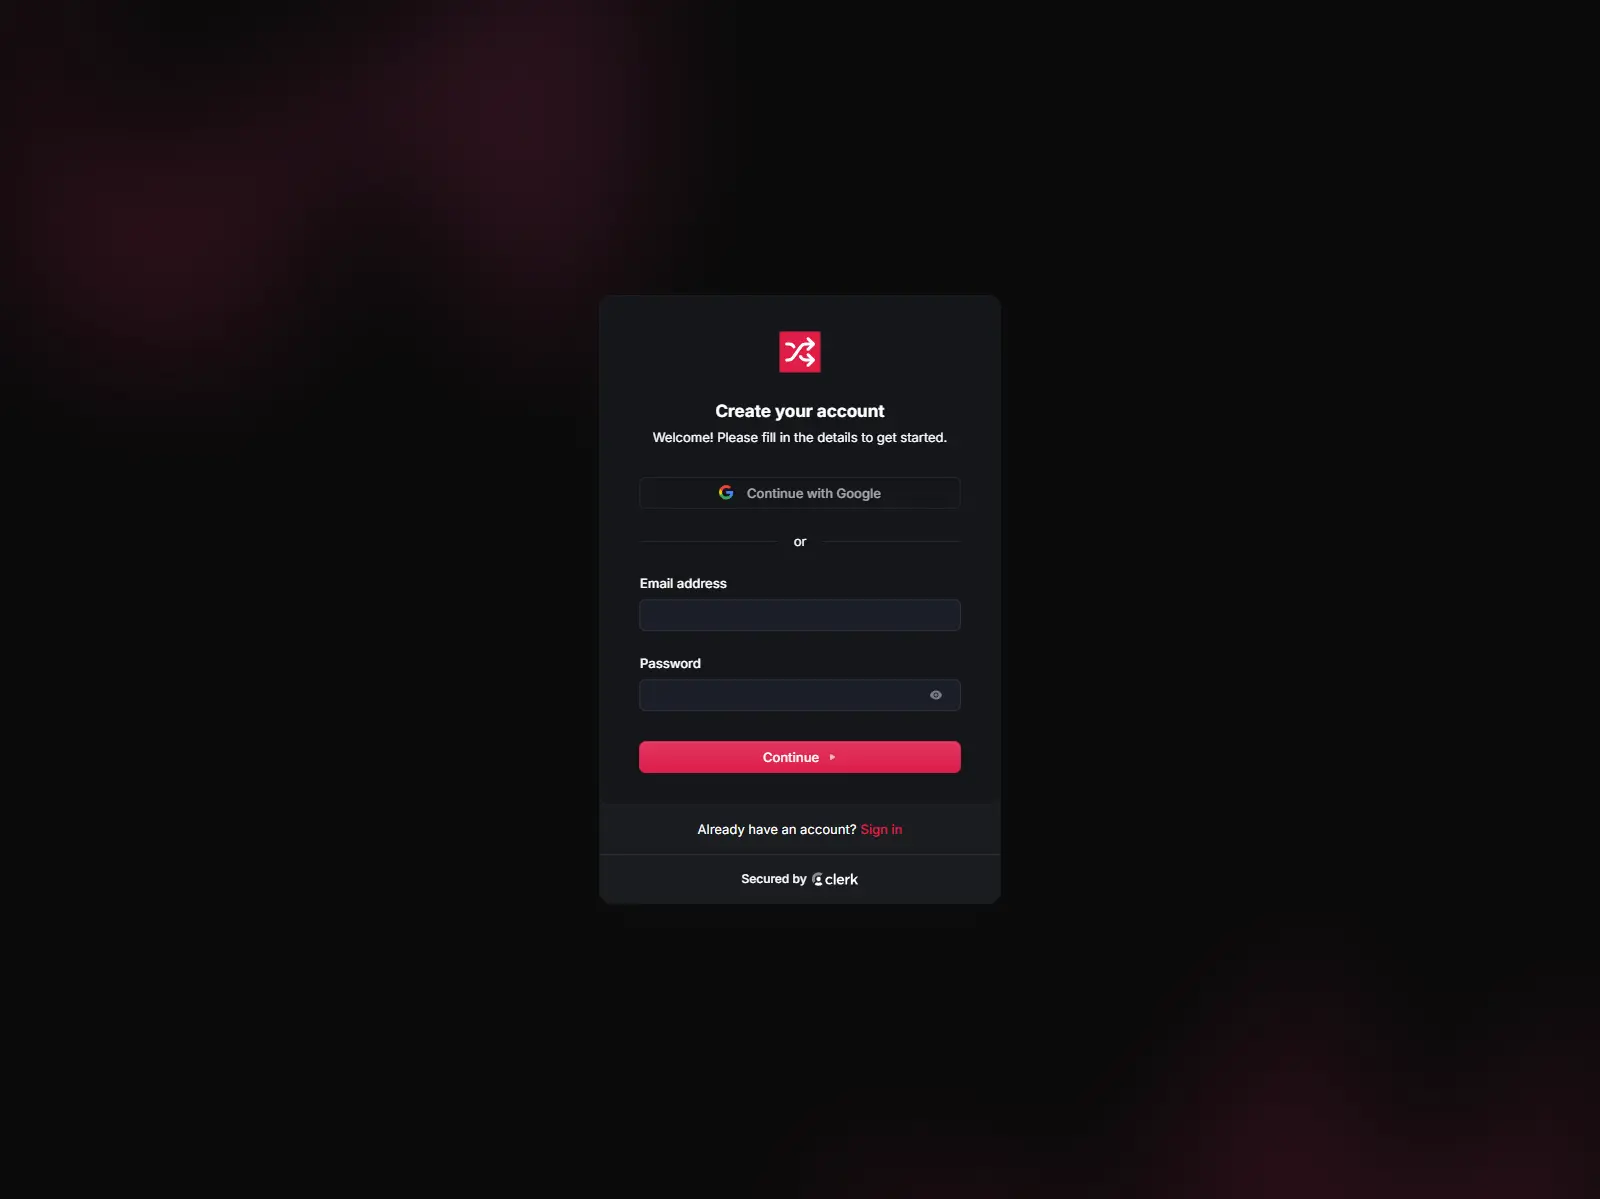 Create your account
Welcome! Please fill in the details to get started.
Continue with Google
or
Email address
Password
Continue
Already have an account? Sign in
Secured by clerk